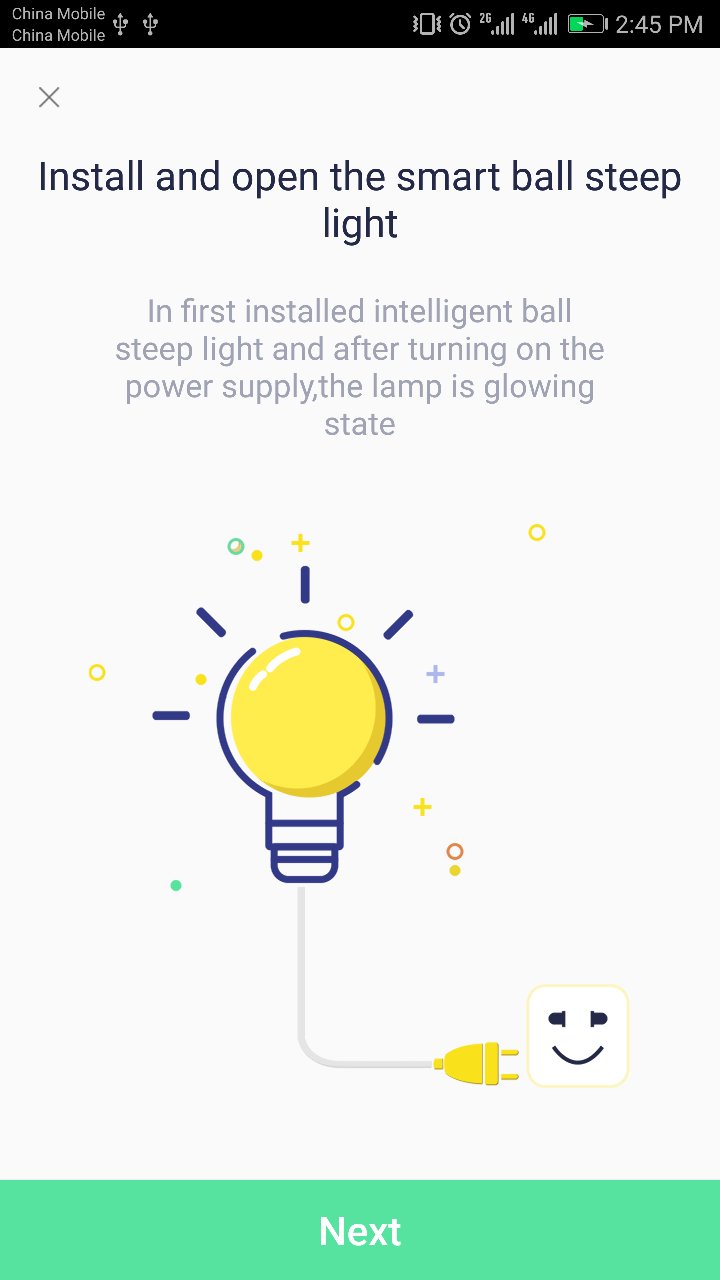 China Mobile
China Mobile
2G 4G 2:45 PM
Install and open the smart ball steep
light
In first installed intelligent ball
steep light and after turning on the
power supply,the lamp is glowing
state
Next